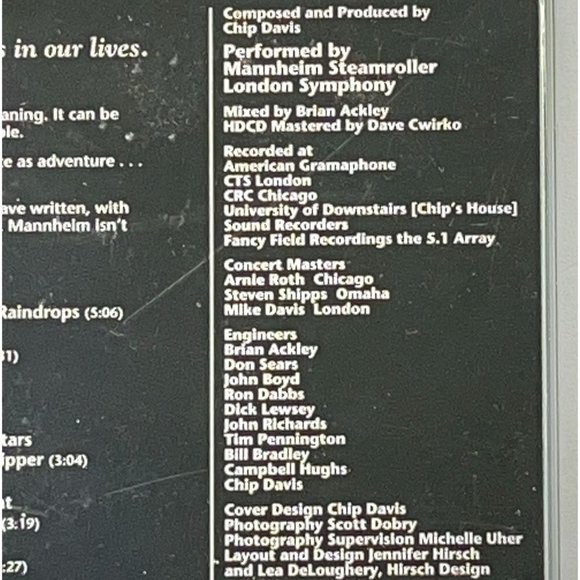 s in our lives.
aning. It can be
ble.
ce as adventure . . .
ave written, with
Mannheim isn't
Raindrops (5:06)
31)
tars
ipper (3:04)
nt
(3:19)
:27)
Composed and Produced by
Chip Davis
Performed by
Mannheim Steamroller
London Symphony
Mixed by Brian Ackley
HDCD Mastered by Dave Cwirko
Recorded at
American Gramaphone
CTS London
CRC Chicago
University of Downstairs [Chip's House]
Sound Recorders
Fancy Field Recordings the 5.1 Array
Concert Masters
Arnie Roth Chicago
Steven Shipps Omaha
Mike Davis London
Engineers
Brian Ackley
Don Sears
John Boyd
Ron Dabbs
Dick Lewsey
John Richards
Tim Pennington
Bill Bradley
Campbell Hughs
Chip Davis
Cover Design Chip Davis
Photography Scott Dobry
Photography Supervision Michelle Uher
Layout and Design Jennifer Hirsch
and Lea DeLoughery, Hirsch Design